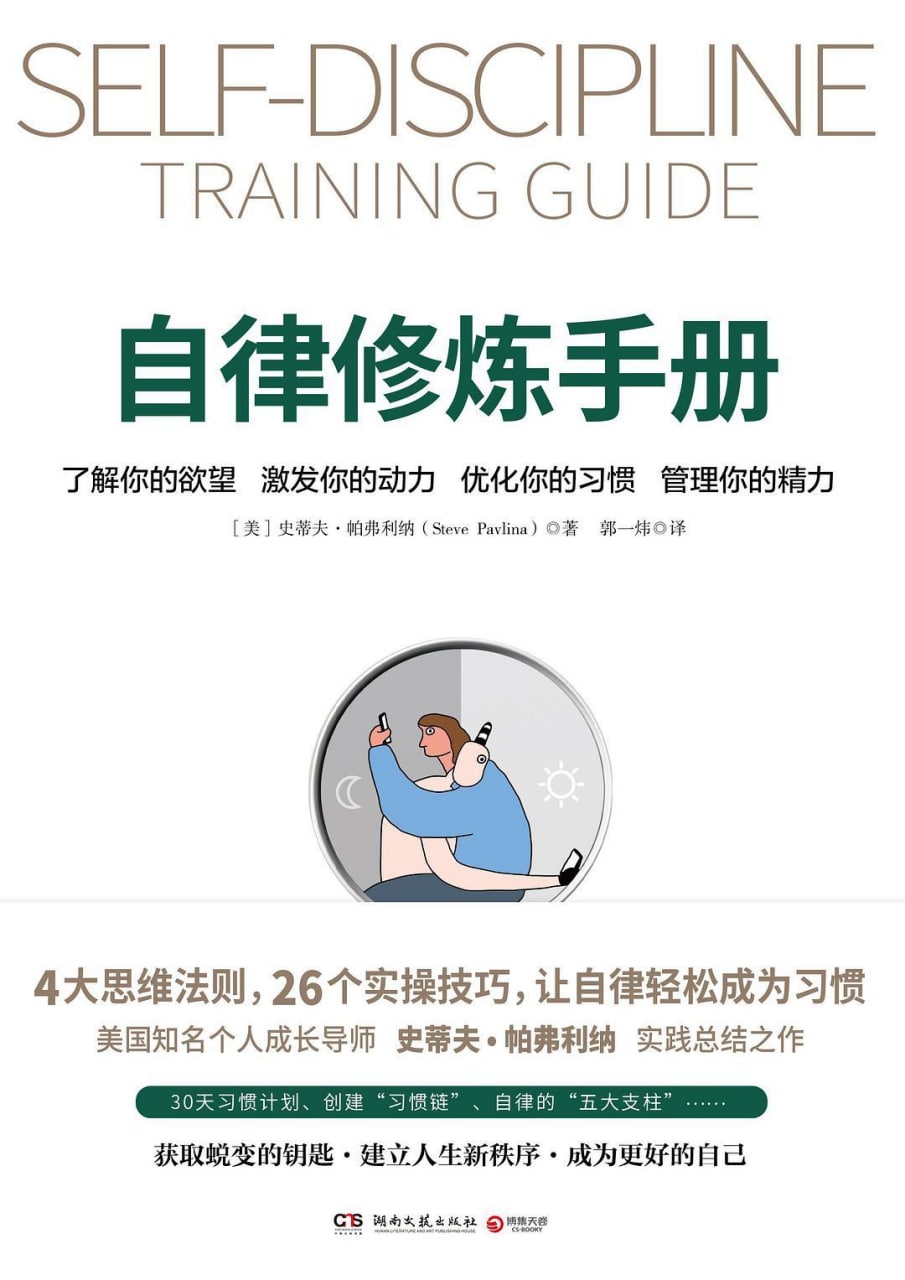 SELF-DISCIPLINE
TRAINING GUIDE
自律修炼手册
了解你的欲望 激发你的动力 优化你的习惯 管理你的精力
［美］史蒂夫·帕弗利纳（Steve Pavlina）◎著 郭一炜◎译
4大思维法则，26个实操技巧，让自律轻松成为习惯
美国知名个人成长导师 史蒂夫·帕弗利纳 实践总结之作
30天习惯计划、创建“习惯链”、自律的“五大支柱”……
获取蜕变的钥匙·建立人生新秩序·成为更好的自己
湖南文艺出版社 博集天卷
HUNAN LITERATURE AND ART PUBLISHING HOUSE CS-BOOKY